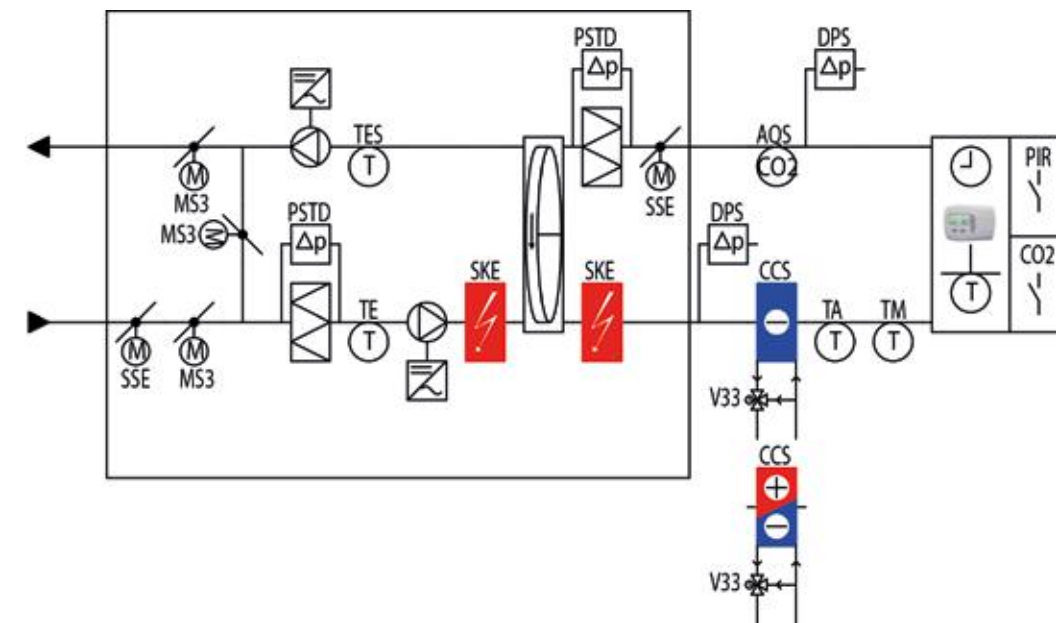 PSTD
Δp
DPS
Δp
TES
T
AQS
CO2
PIR
M
MS3
M
SSE
MS3 M
PSTD
Δp
DPS
Δp
CO2
SKE
SKE
CCS
T
TE
T
TA
T
TM
T
M
SSE
M
MS3
V33
CCS
V33